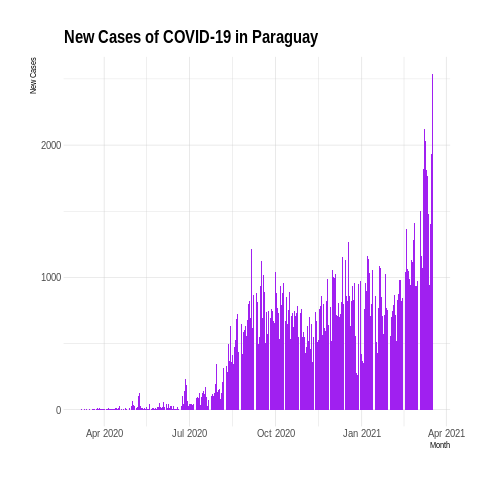 New Cases of COVID-19 in Paraguay
New Cases
2000
1000
0
Apr 2020 Jul 2020 Oct 2020 Jan 2021 Apr 2021
Month